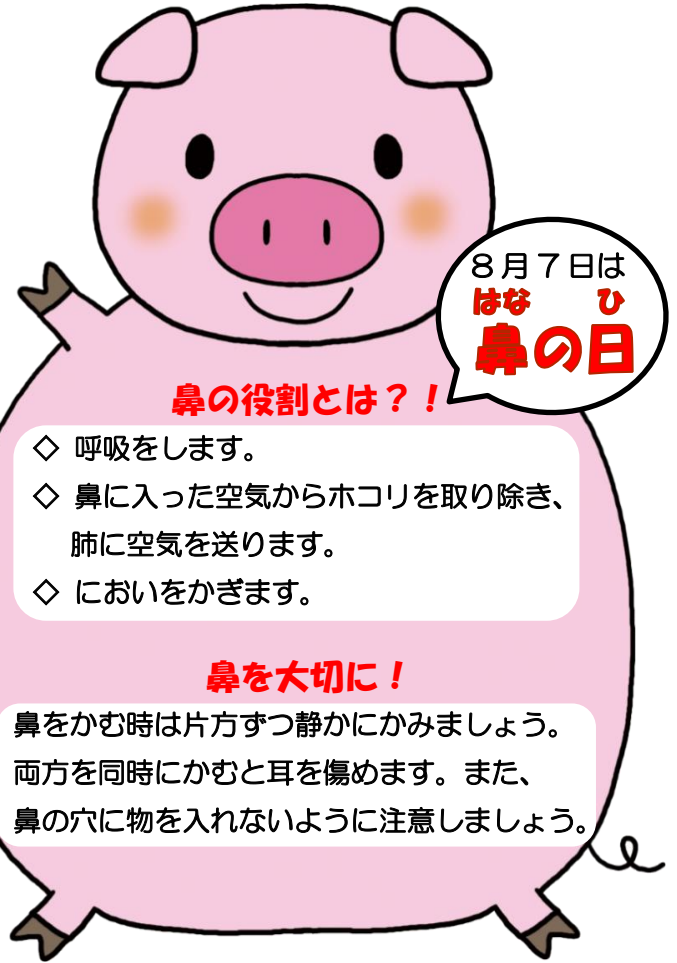 8月7日は
はな ひ
鼻の日
鼻の役割とは?!
◇ 呼吸をします。
◇ 鼻に入った空気からホコリを取り除き、
肺に空気を送ります。
◇ においをかぎます。
鼻を大切に!
鼻をかむ時は片方ずつ静かにかみましょう。
両方を同時にかむと耳を傷めます。また、
鼻の穴に物を入れないように注意しましょう。